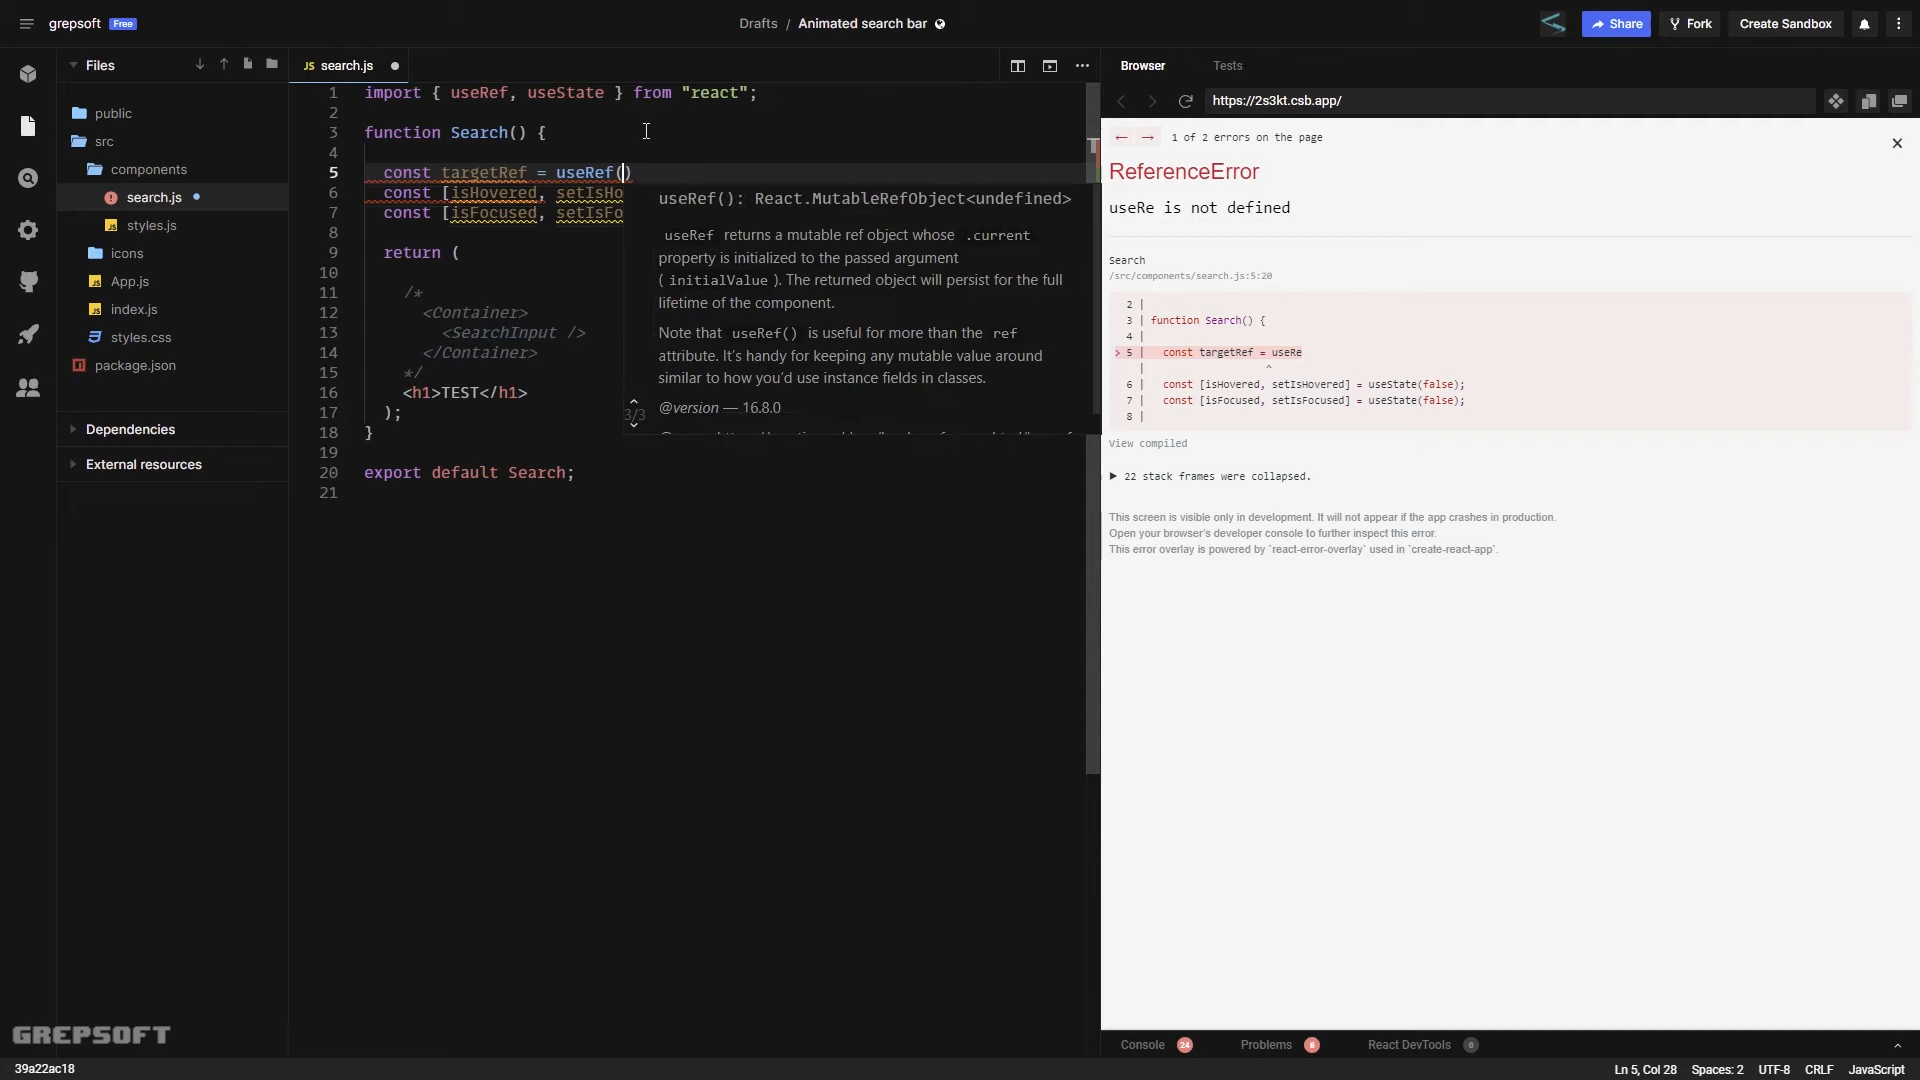 grepsoft Free
Drafts / Animated search bar
Share
Fork
Create Sandbox
Files
public
src
components
search.js
styles.js
icons
App.js
index.js
styles.css
package.json
Dependencies
External resources
JS search.js
1 import { useRef, useState } from "react";
2
3 function Search() {
4
5 const targetRef = useRef()
6 const [isHovered, setIsHo
7 const [isFocused, setIsFo
8
9 return (
10
11 /*
12 <Container>
13 <SearchInput />
14 </Container>
15 */
16 <h1>TEST</h1>
17 );
18 }
19
20 export default Search;
21
useRef(): React.MutableRefObject<undefined>
useRef returns a mutable ref object whose .current
property is initialized to the passed argument
( initialValue ). The returned object will persist for the full
lifetime of the component.
Note that useRef() is useful for more than the ref
attribute. It's handy for keeping any mutable value around
similar to how you'd use instance fields in classes.
3/3
@version — 16.8.0
Browser
Tests
https://2s3kt.csb.app/
← → 1 of 2 errors on the page
ReferenceError
useRe is not defined
Search
/src/components/search.js:5:20
2 |
3 | function Search() {
4 |
> 5 | const targetRef = useRe
| ^
6 | const [isHovered, setIsHovered] = useState(false);
7 | const [isFocused, setIsFocused] = useState(false);
8 |
View compiled
▶ 22 stack frames were collapsed.
This screen is visible only in development. It will not appear if the app crashes in production.
Open your browser's developer console to further inspect this error.
This error overlay is powered by `react-error-overlay` used in `create-react-app`.
GREPSOFT
Console 24
Problems 8
React DevTools 0
39a22ac18
Ln 5, Col 28
Spaces: 2
UTF-8
CRLF
JavaScript